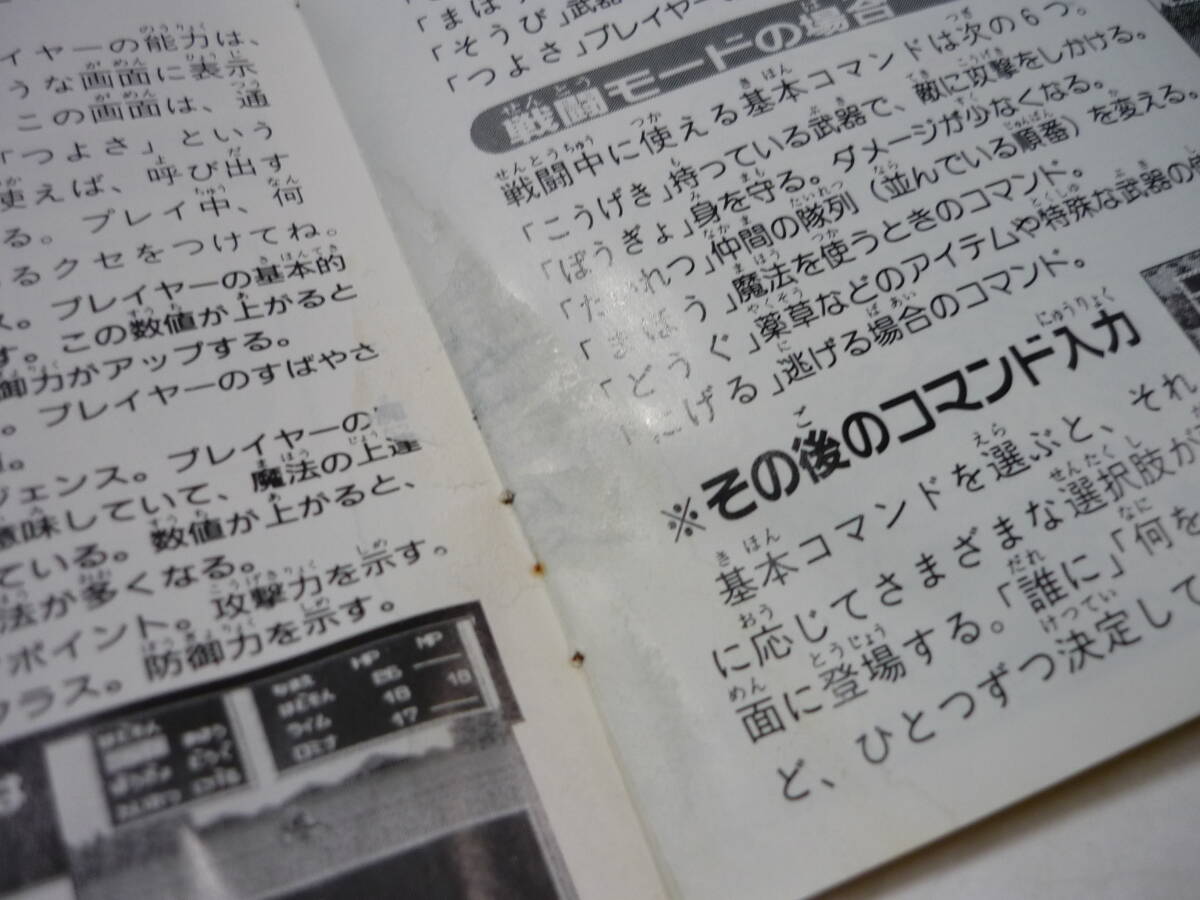 イヤーの能力は、
うな画面に表示
この画面は、通
「つよさ」という
使えば、呼び出す
る。プレイ中、何
るクセをつけてね。
ス。プレイヤーの基本的
す。この数値が上がると
御力がアップする。
。プレイヤーのすばやさ
ジェンス。プレイヤーの
意味していて、魔法の上達
ている。数値が上がると、
法が多くなる。
ポイント。攻撃力を示す。
クラス。防御力を示す。
HP MP
ライム 18 18
ロミナ 47
「そうび」武器
「つよさ」プレイヤー
戦闘モードの場合
戦闘中に使える基本コマンドは次の6つ。
「こうげき」持っている武器で、敵に攻撃をしかける。
「ぼうぎょ」身を守る。ダメージが少なくなる。
「た れつ」仲間の隊列（並んでいる順番）を変える。
「ま う」魔法を使うときのコマンド。
「どうぐ」薬草などのアイテムや特殊な武器の
「にげる」逃げる場合のコマンド。
※その後のコマンド入力
基本コマンドを選ぶと、それ
に応じてさまざまな選択肢が
面に登場する。「誰に」「何を
ど、ひとつずつ決定して